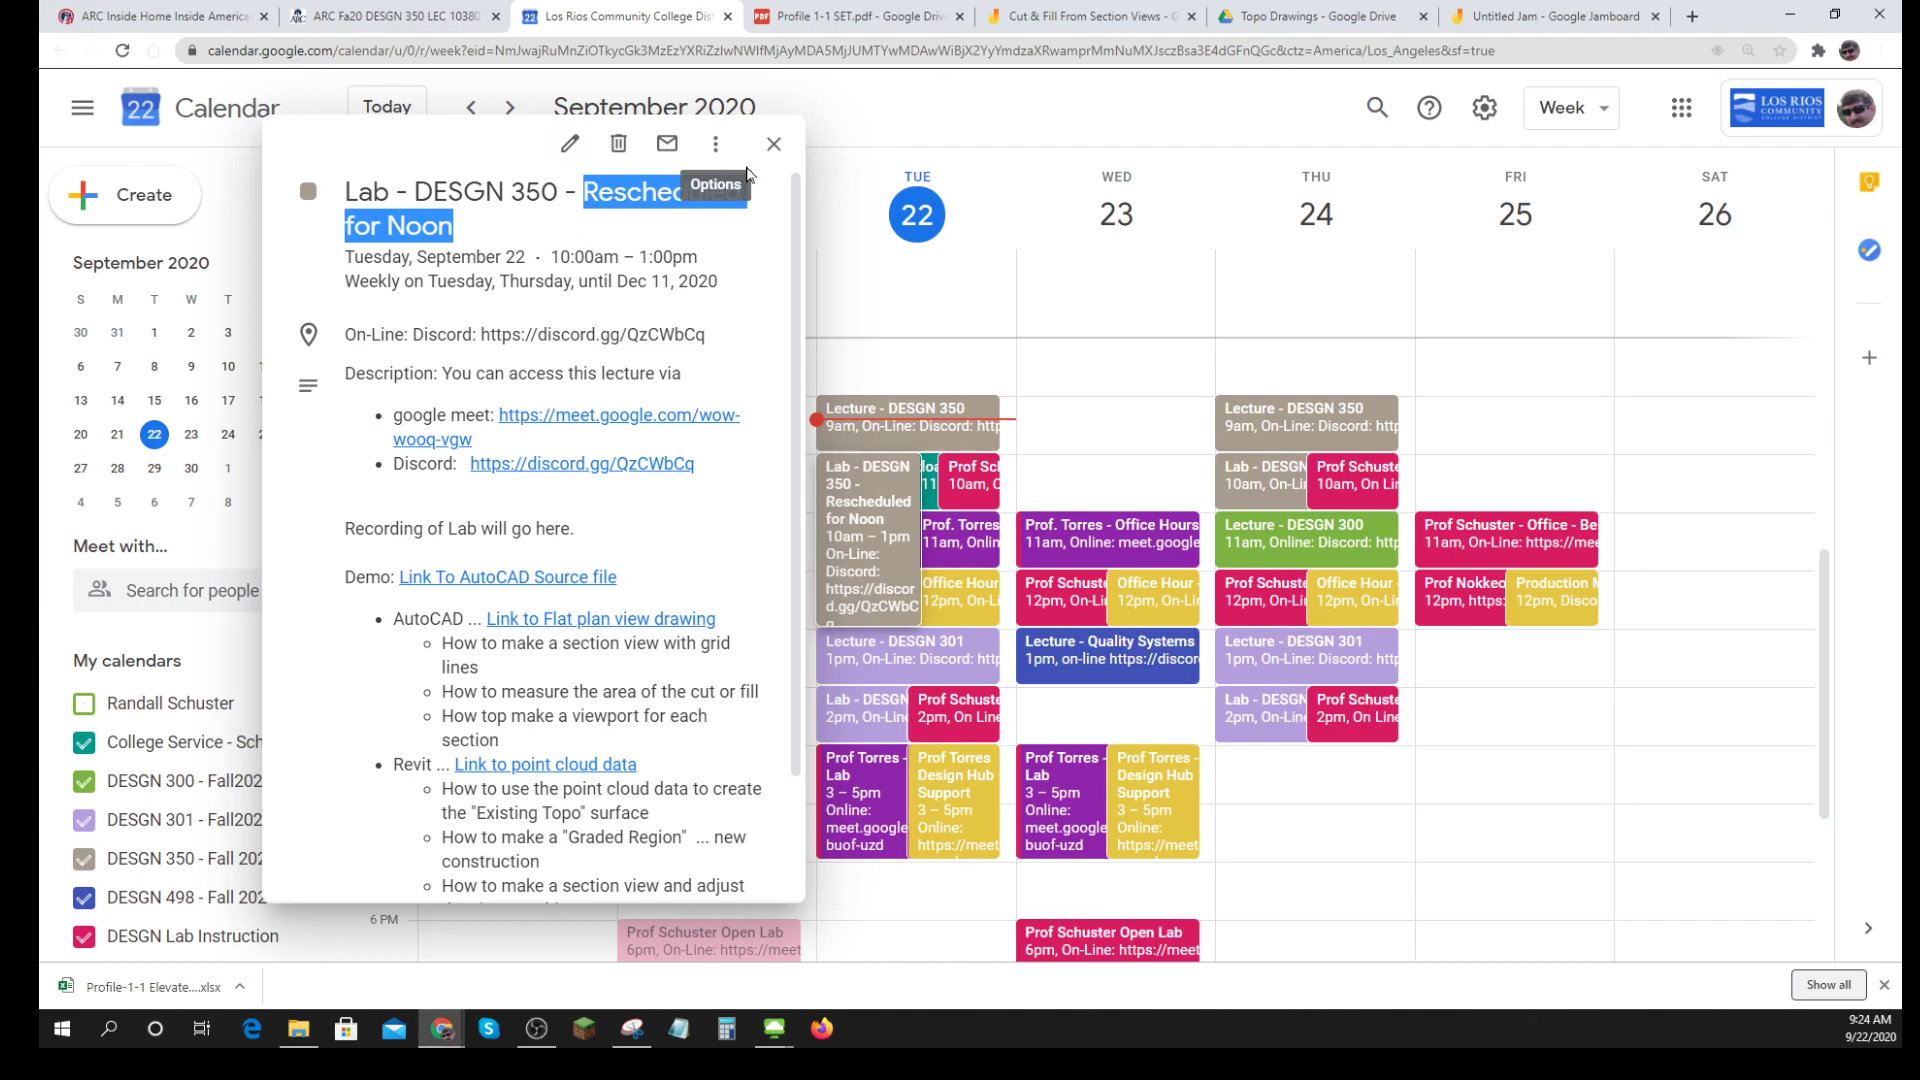 ARC Inside Home Inside America
ARC Fa20 DESGN 350 LEC 10380
Los Rios Community College Dis
Profile 1-1 SET.pdf - Google Driv
Cut & Fill From Section Views - G
Topo Drawings - Google Drive
Untitled Jam - Google Jamboard
calendar.google.com/calendar/u/0/r/week?eid=NmJwajRuMnZiOTkycGk3MzEzYXRiZzIwNWlfMjAyMDA5MjJUMTYwMDAwWiBjX2YyYmdzaXRwamprMmNuMXJsczBsa3E4dGFnQGc&ctz=America/Los_Angeles&sf=true
22 Calendar
Today
September 2020
Week
LOS RIOS
COMMUNITY
COLLEGE DISTRICT
Create
September 2020
S M T W T
30 31 1 2 3
6 7 8 9 10
13 14 15 16 17
20 21 22 23 24
27 28 29 30 1
4 5 6 7 8
Meet with...
Search for people
My calendars
Randall Schuster
College Service - Sch
DESGN 300 - Fall202
DESGN 301 - Fall202
DESGN 350 - Fall 202
DESGN 498 - Fall 202
DESGN Lab Instruction
Options
Lab - DESGN 350 - Rescheduled
for Noon
Tuesday, September 22 · 10:00am – 1:00pm
Weekly on Tuesday, Thursday, until Dec 11, 2020
On-Line: Discord: https://discord.gg/QzCWbCq
Description: You can access this lecture via
• google meet: https://meet.google.com/wow-
wooq-vgw
• Discord: https://discord.gg/QzCWbCq
Recording of Lab will go here.
Demo: Link To AutoCAD Source file
• AutoCAD ... Link to Flat plan view drawing
How to make a section view with grid
lines
How to measure the area of the cut or fill
How top make a viewport for each
section
• Revit ... Link to point cloud data
How to use the point cloud data to create
the "Existing Topo" surface
How to make a "Graded Region" ... new
construction
How to make a section view and adjust
TUE
22
WED
23
THU
24
FRI
25
SAT
26
Lecture - DESGN 350
9am, On-Line: Discord: http
Lecture - DESGN 350
9am, On-Line: Discord: http
Lab - DESGN
350 -
Rescheduled
for Noon
10am – 1pm
On-Line:
Discord:
https://discor
d.gg/QzCWbC
11
Prof Sch
10am, O
Lab - DESGN
10am, On-Lin
Prof Schuste
10am, On Lin
Prof. Torres
11am, Onlin
Prof. Torres - Office Hours
11am, Online: meet.google
Lecture - DESGN 300
11am, Online: Discord: http
Prof Schuster - Office - Be
11am, On-Line: https://mee
Office Hour
12pm, On-Li
Prof Schuste
12pm, On-Lin
Office Hour -
12pm, On-Lin
Prof Schuste
12pm, On-Lin
Office Hour -
12pm, On-Lin
Prof Nokkeo
12pm, https:
Production M
12pm, Disco
Lecture - DESGN 301
1pm, On-Line: Discord: http
Lecture - Quality Systems
1pm, on-line https://discor
Lecture - DESGN 301
1pm, On-Line: Discord: http
Lab - DESGN
2pm, On-Line
Prof Schuste
2pm, On Line
Lab - DESGN
2pm, On-Line
Prof Schuste
2pm, On Line
Prof Torres -
Lab
3 – 5pm
Online:
meet.google
buof-uzd
Prof Torres
Design Hub
Support
3 – 5pm
Online:
https://meet
Prof Torres -
Lab
3 – 5pm
Online:
meet.google
buof-uzd
Prof Torres -
Design Hub
Support
3 – 5pm
Online:
https://meet
6 PM
Prof Schuster Open Lab
6pm, On-Line: https://meet
Prof Schuster Open Lab
6pm, On-Line: https://meet
Profile-1-1 Elevate....xlsx
Show all
9:24 AM
9/22/2020